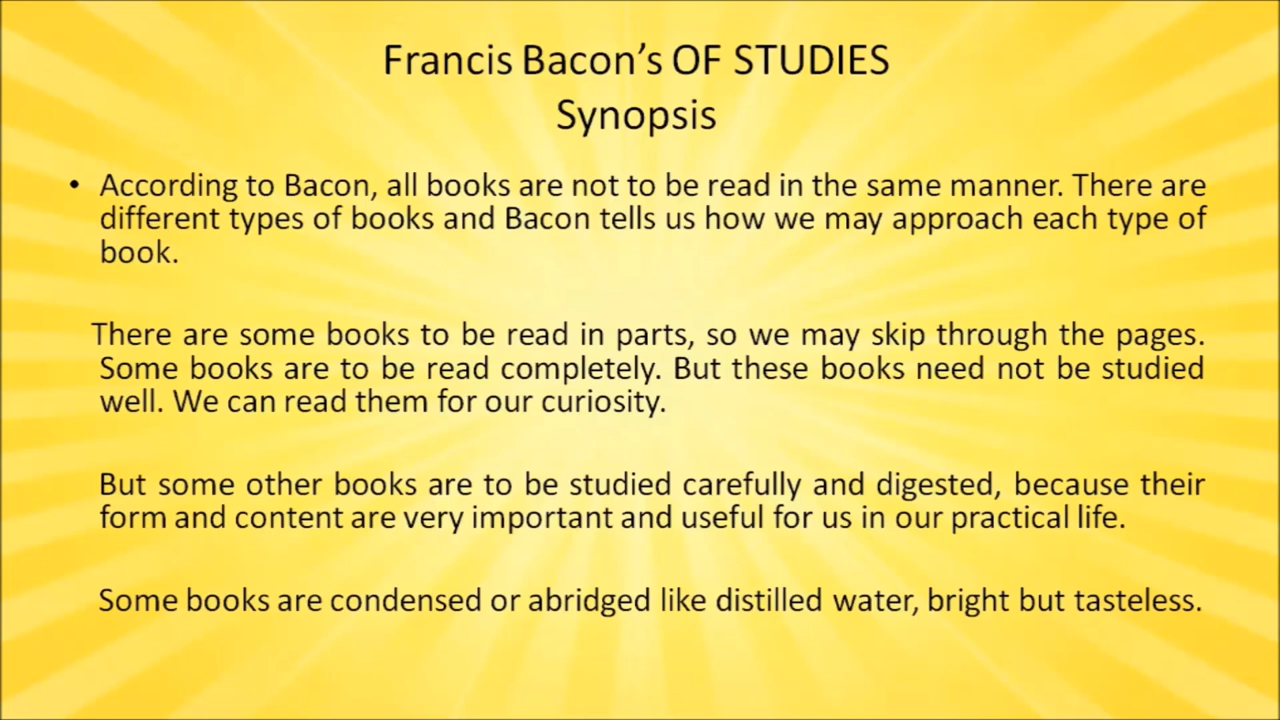 Francis Bacon’s OF STUDIES
Synopsis
• According to Bacon, all books are not to be read in the same manner. There are
different types of books and Bacon tells us how we may approach each type of
book.
There are some books to be read in parts, so we may skip through the pages.
Some books are to be read completely. But these books need not be studied
well. We can read them for our curiosity.
But some other books are to be studied carefully and digested, because their
form and content are very important and useful for us in our practical life.
Some books are condensed or abridged like distilled water, bright but tasteless.